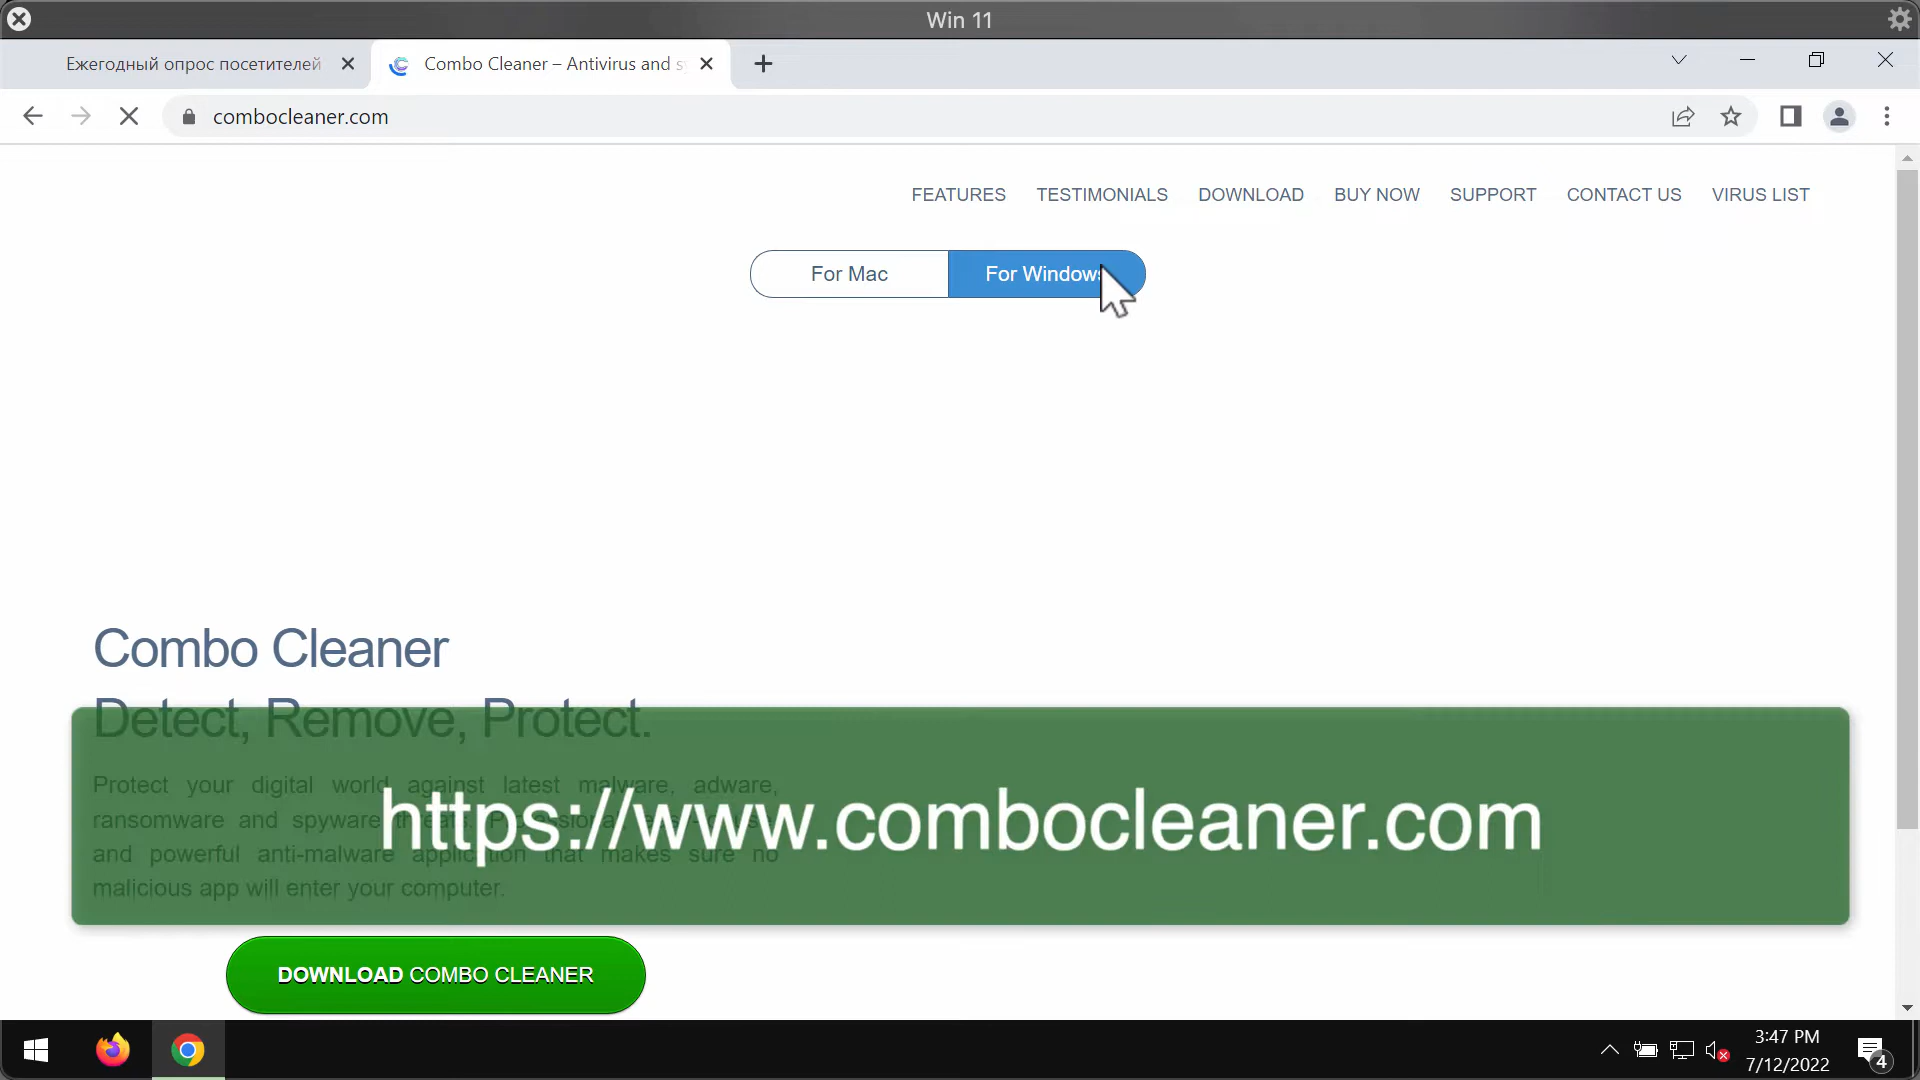 Win 11
Ежегодный опрос посетителей
Combo Cleaner – Antivirus and s
combocleaner.com
FEATURES TESTIMONIALS DOWNLOAD BUY NOW SUPPORT CONTACT US VIRUS LIST
For Mac For Windows
Combo Cleaner
Detect, Remove, Protect.
Protect your digital world against latest malware, adware,
ransomware and spyware threats.
and powerful anti-malware application that makes sure no
malicious app will enter your computer.
https://www.combocleaner.com
DOWNLOAD COMBO CLEANER
3:47 PM
7/12/2022
4